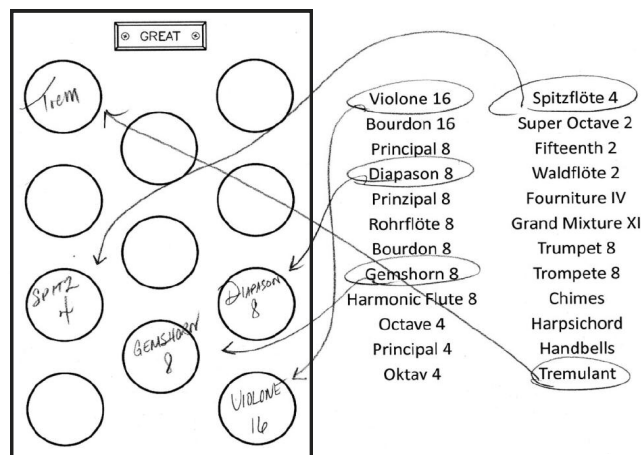 GREAT
Trem
SPITZ
4
GEMSHORN
8
DIAPASON
8
VIOLONE
16
Violone 16
Bourdon 16
Principal 8
Diapason 8
Prinzipal 8
Rohrflöte 8
Bourdon 8
Gemshorn 8
Harmonic Flute 8
Octave 4
Principal 4
Oktav 4
Spitzflöte 4
Super Octave 2
Fifteenth 2
Waldflöte 2
Fourniture IV
Grand Mixture XI
Trumpet 8
Trompete 8
Chimes
Harpsichord
Handbells
Tremulant